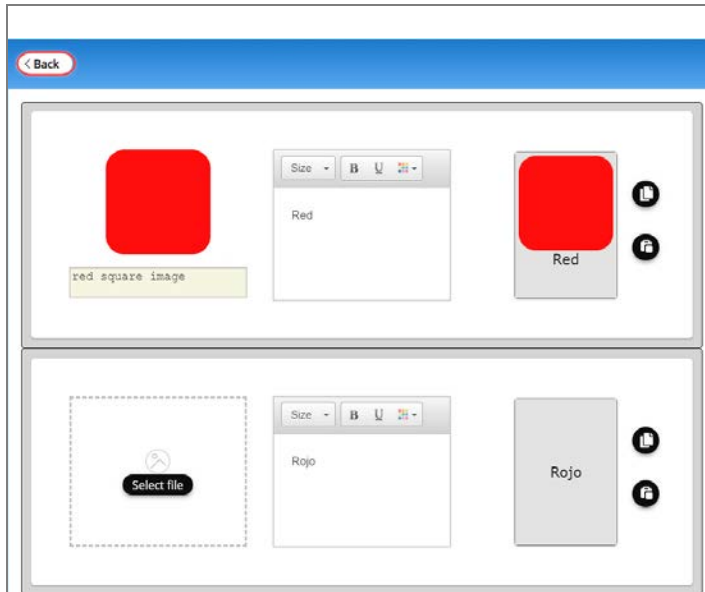 Back
Size B U
Red
red square image
Red
Size B U
Rojo
Select file
Rojo